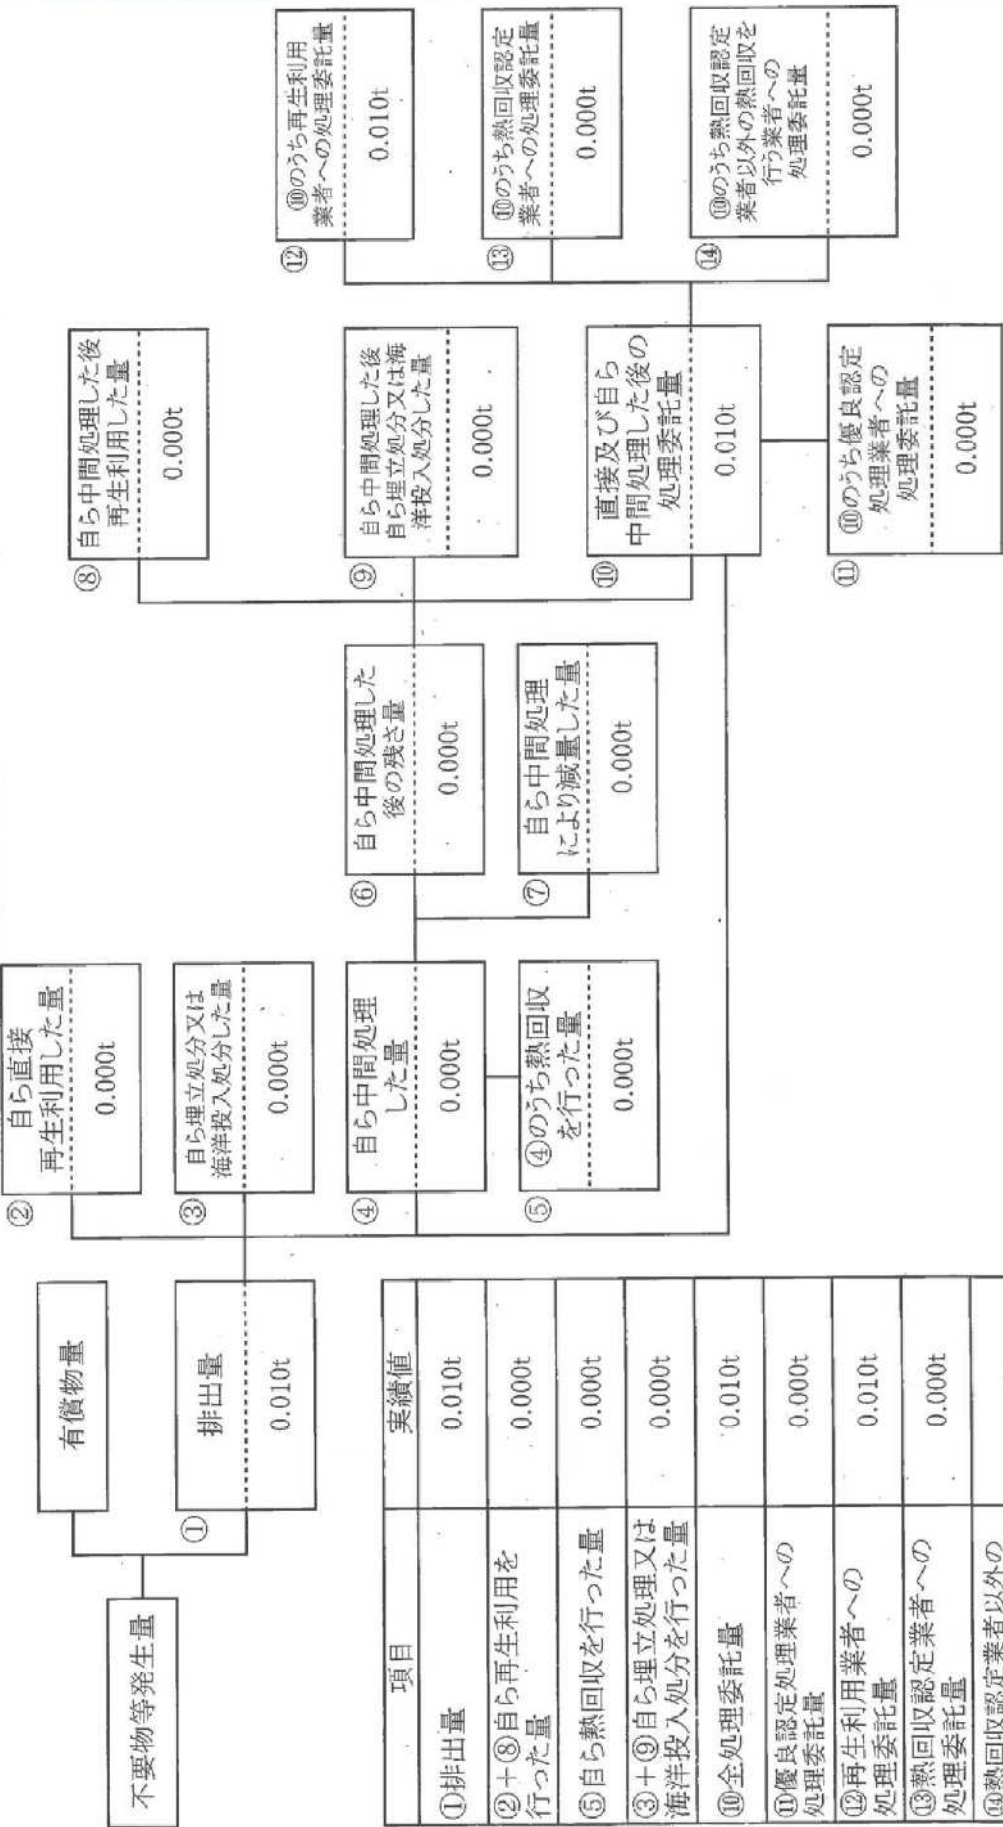 不要物等発生量
有償物量
①
排出量
0.010t
②
自ら直接
再生利用した量
0.000t
③
自ら埋立処分又は
海洋投入処分した量
0.000t
④
自ら中間処理
した量
0.000t
⑤
④のうち熱回収
を行った量
0.000t
⑥
自ら中間処理した
後の残さ量
0.000t
⑦
自ら中間処理
により減量した量
0.000t
⑧
自ら中間処理した後
再生利用した量
0.000t
⑨
自ら中間処理した後
自ら埋立処分又は海
洋投入処分した量
0.000t
⑩
直接及び自ら
中間処理した後の
処理委託量
0.010t
⑪
⑩のうち優良認定
処理業者への
処理委託量
0.000t
⑫
⑩のうち再生利用
業者への処理委託量
0.010t
⑬
⑩のうち熱回収認定
業者への処理委託量
0.000t
⑭
⑩のうち熱回収認定
業者以外の熱回収を
行う業者への
処理委託量
0.000t
項目 実績値
①排出量 0.010t
②+⑧自ら再生利用を
行った量 0.000t
⑤自ら熱回収を行った量 0.000t
③+⑨自ら埋立処理又は
海洋投入処分を行った量 0.000t
⑩全処理委託量 0.010t
⑪優良認定処理業者への
処理委託量 0.000t
⑫再生利用業者への
処理委託量 0.010t
⑬熱回収認定業者への
処理委託量 0.000t
⑭熱回収認定業者以外の